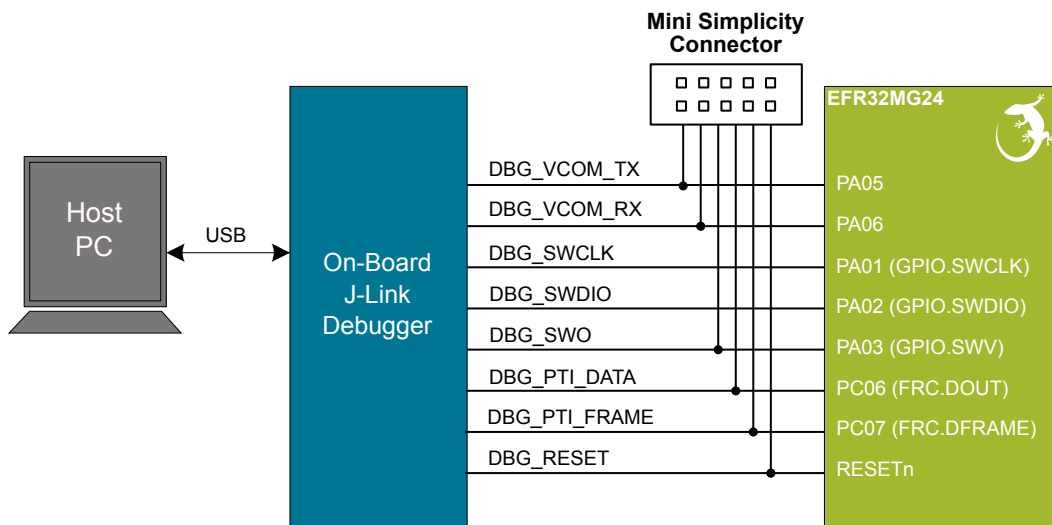 Mini Simplicity
Connector
EFR32MG24
Host
PC
USB
On-Board
J-Link
Debugger
DBG_VCOM_TX
PA05
DBG_VCOM_RX
PA06
DBG_SWCLK
PA01 (GPIO.SWCLK)
DBG_SWDIO
PA02 (GPIO.SWDIO)
DBG_SWO
PA03 (GPIO.SWV)
DBG_PTI_DATA
PC06 (FRC.DOUT)
DBG_PTI_FRAME
PC07 (FRC.DFRAME)
DBG_RESET
RESETn